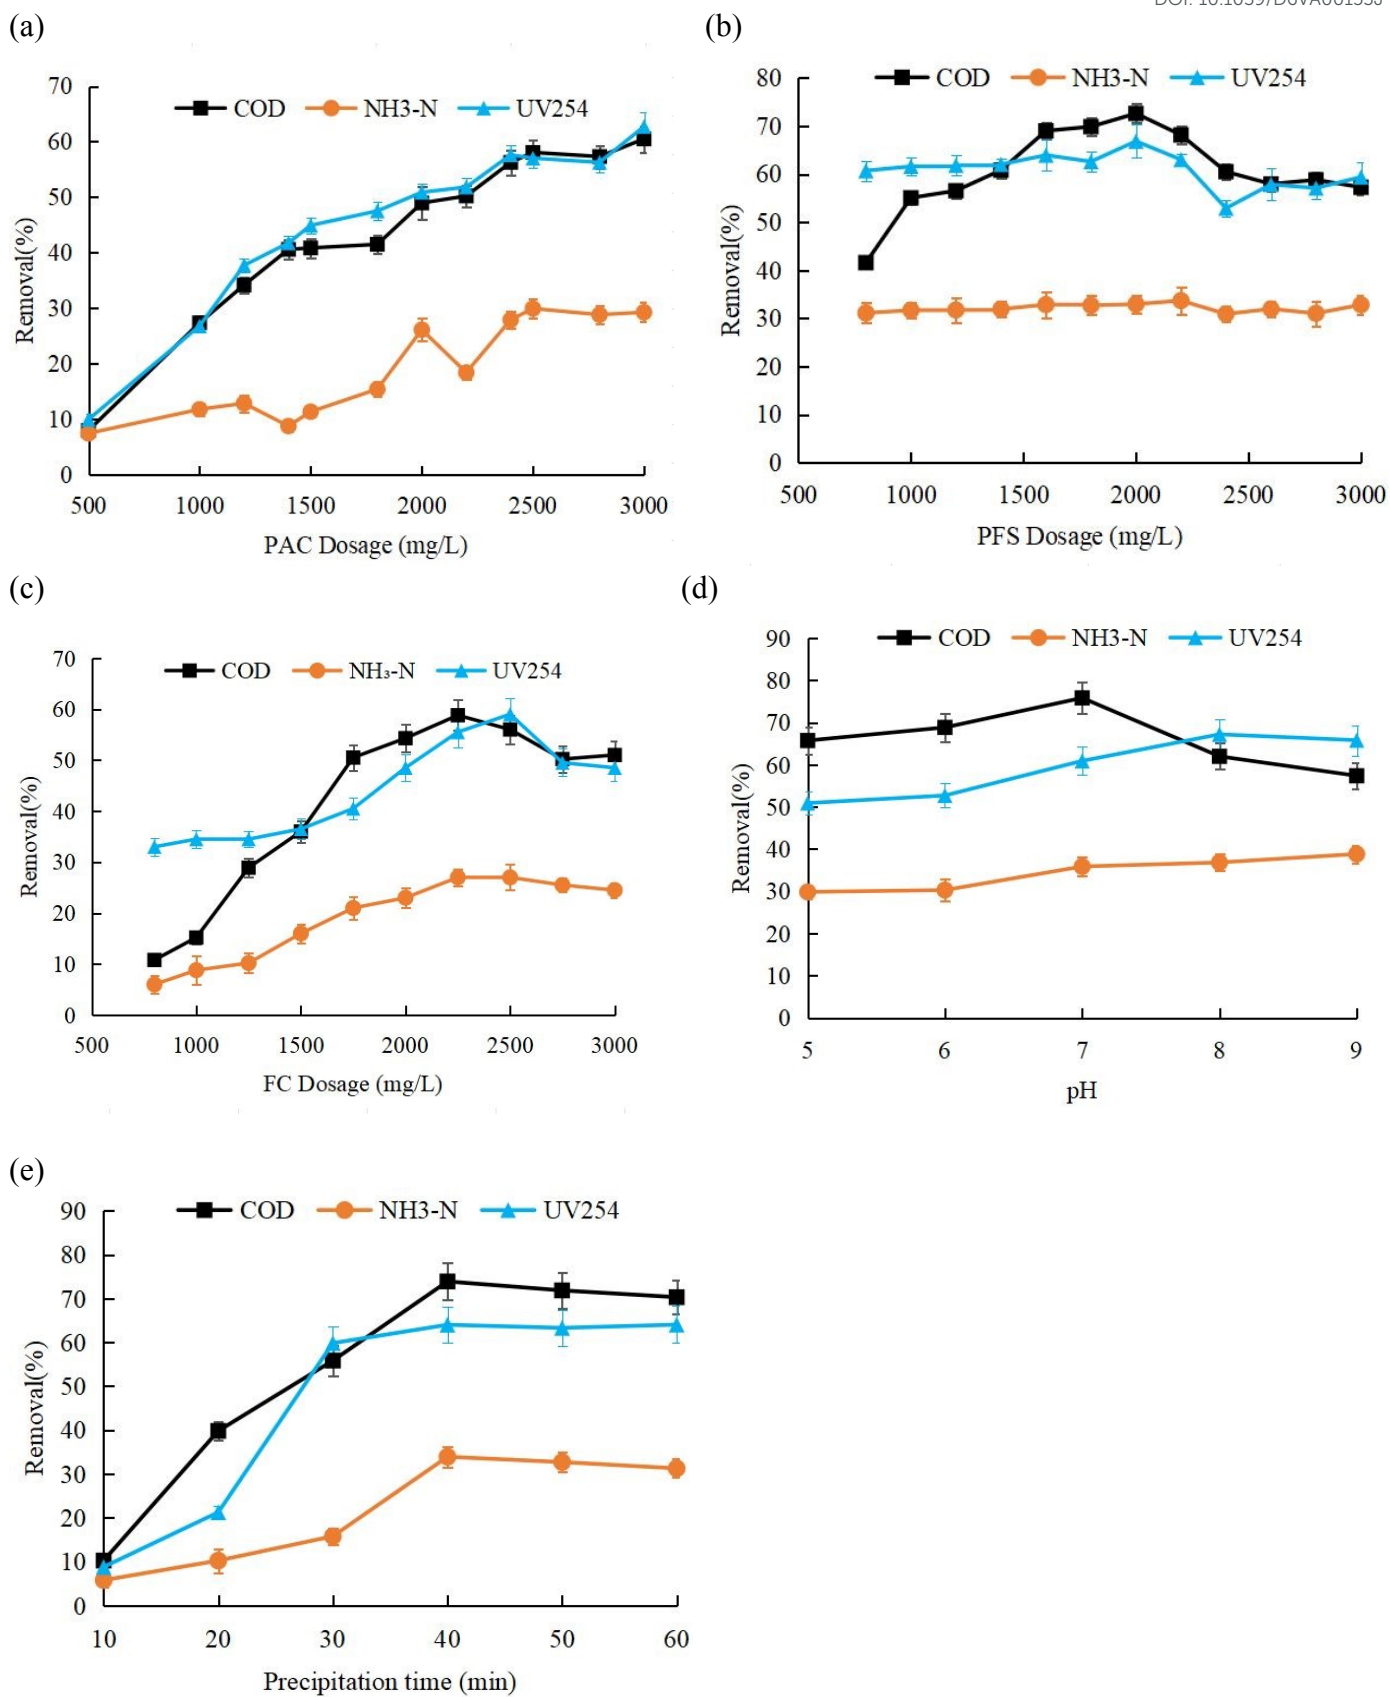 (a)
70
60
50
40
30
20
10
0
Removal(%)
COD NH3-N UV254
500 1000 1500 2000 2500 3000
PAC Dosage (mg/L)
(b)
80
70
60
50
40
30
20
10
0
Removal(%)
COD NH3-N UV254
500 1000 1500 2000 2500 3000
PFS Dosage (mg/L)
(c)
70
60
50
40
30
20
10
0
Removal(%)
COD NH₃-N UV254
500 1000 1500 2000 2500 3000
FC Dosage (mg/L)
(d)
90
80
70
60
50
40
30
20
10
0
Removal(%)
COD NH3-N UV254
5 6 7 8 9
pH
(e)
90
80
70
60
50
40
30
20
10
0
Removal(%)
COD NH3-N UV254
10 20 30 40 50 60
Precipitation time (min)